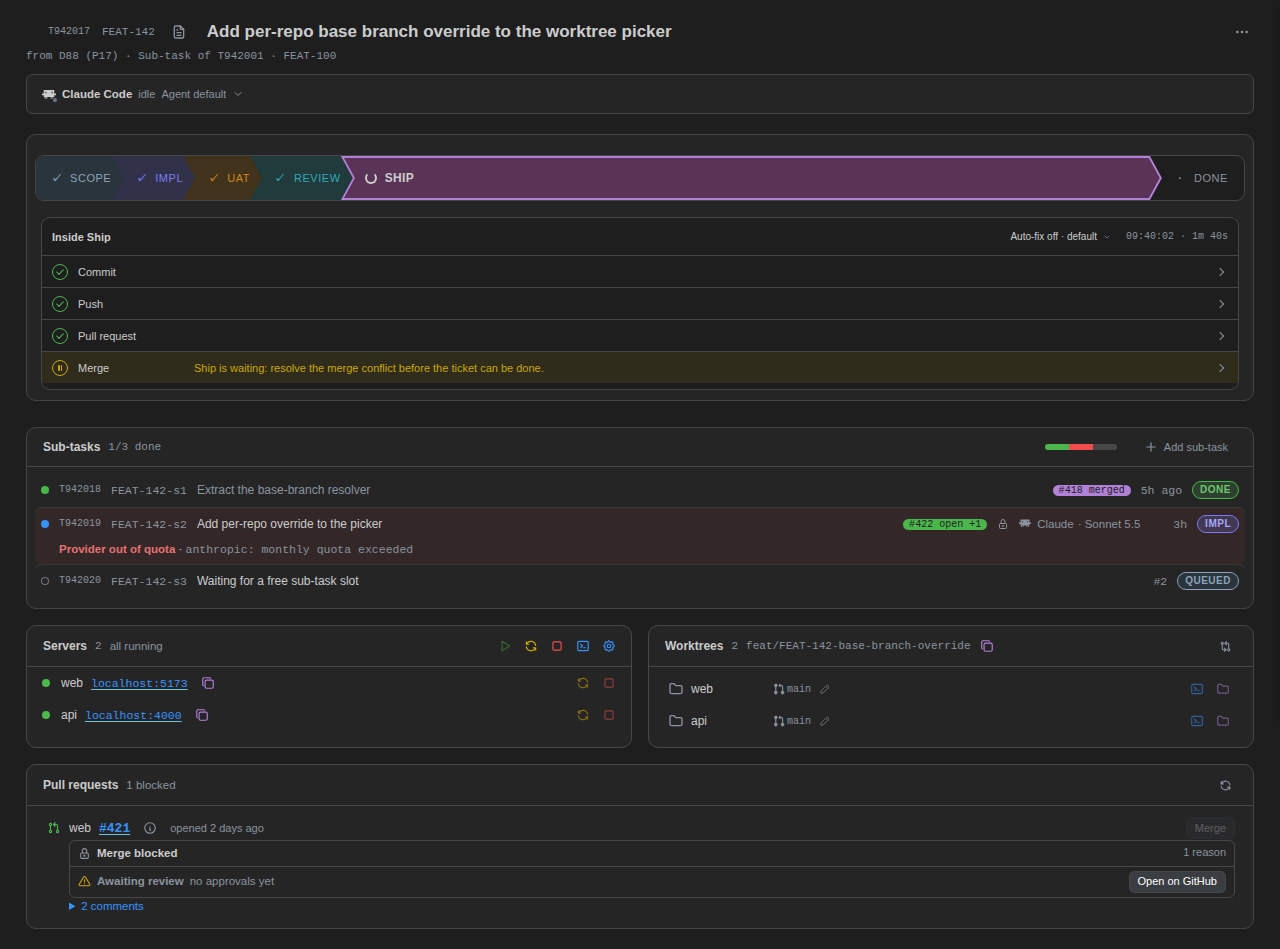 T942017 FEAT-142 Add per-repo base branch override to the worktree picker
from D88 (P17) · Sub-task of T942001 · FEAT-100
Claude Code idle Agent default
SCOPE IMPL UAT REVIEW SHIP · DONE
Inside Ship Auto-fix off · default 09:40:02 · 1m 40s
Commit
Push
Pull request
Merge Ship is waiting: resolve the merge conflict before the ticket can be done.
Sub-tasks 1/3 done Add sub-task
T942018 FEAT-142-s1 Extract the base-branch resolver #418 merged 5h ago DONE
T942019 FEAT-142-s2 Add per-repo override to the picker #422 open +1 Claude · Sonnet 5.5 3h IMPL
Provider out of quota · anthropic: monthly quota exceeded
T942020 FEAT-142-s3 Waiting for a free sub-task slot #2 QUEUED
Servers 2 all running
web localhost:5173
api localhost:4000
Worktrees 2 feat/FEAT-142-base-branch-override
web main
api main
Pull requests 1 blocked
web #421 opened 2 days ago Merge
Merge blocked 1 reason
Awaiting review no approvals yet Open on GitHub
2 comments